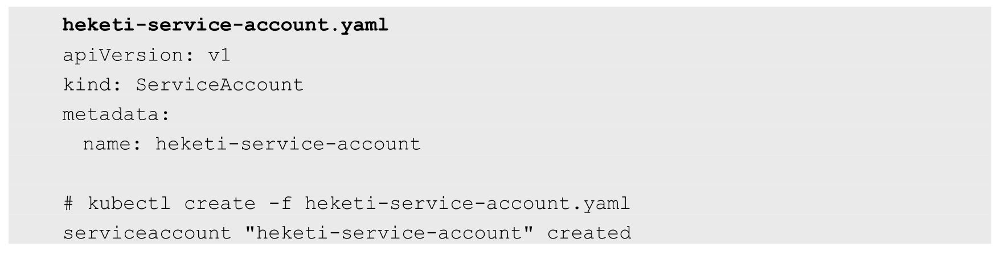 heketi-service-account.yaml
apiVersion: v1
kind: ServiceAccount
metadata:
  name: heketi-service-account

# kubectl create -f heketi-service-account.yaml
serviceaccount "heketi-service-account" created